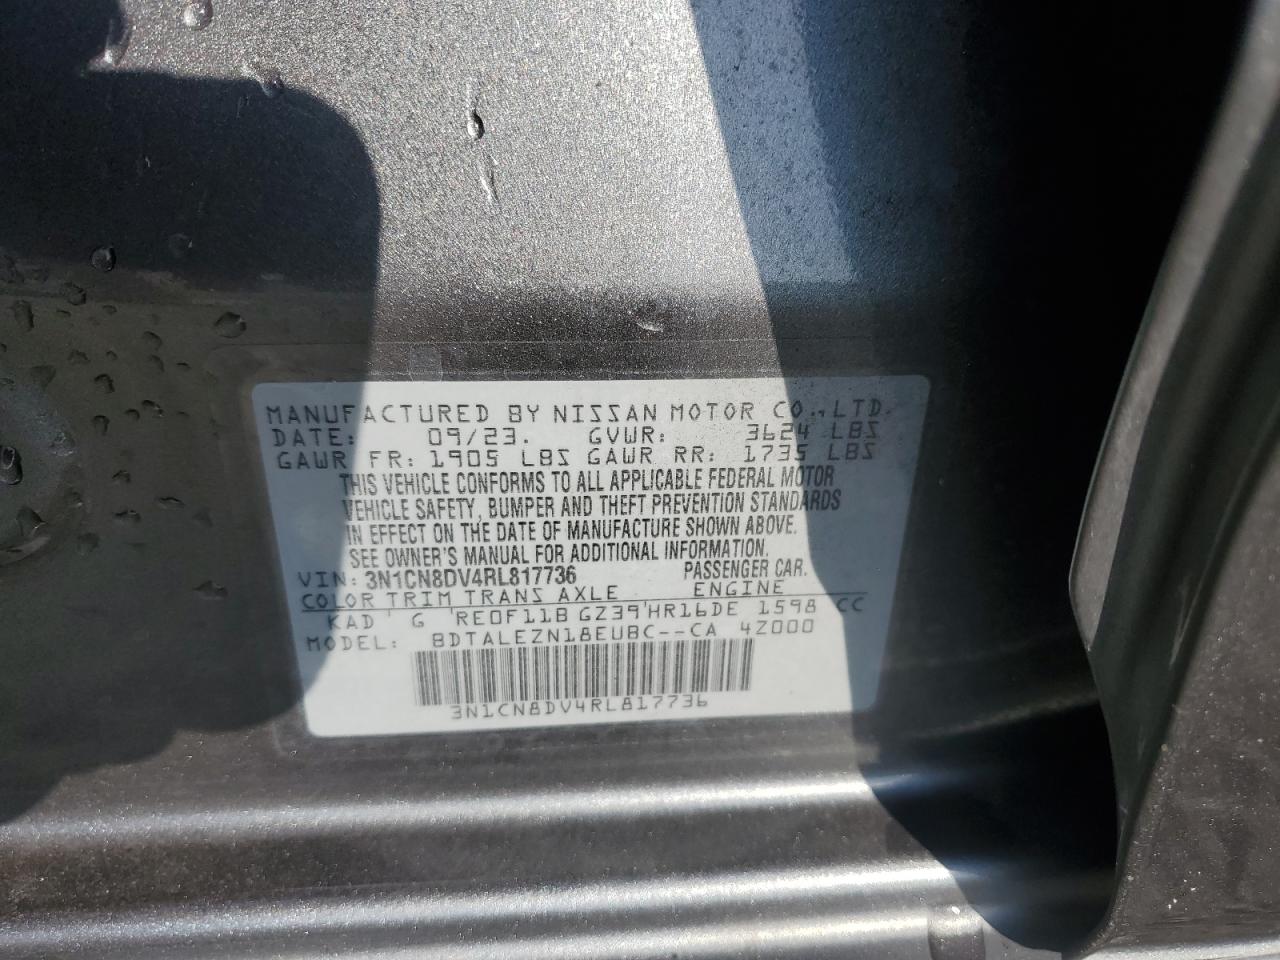 MANUFACTURED BY NISSAN MOTOR CO., LTD.
DATE: 09/23. GVWR: 3624 LBS
GAWR FR: 1905 LBS GAWR RR: 1735 LBS
THIS VEHICLE CONFORMS TO ALL APPLICABLE FEDERAL MOTOR
VEHICLE SAFETY, BUMPER AND THEFT PREVENTION STANDARDS
IN EFFECT ON THE DATE OF MANUFACTURE SHOWN ABOVE.
SEE OWNER'S MANUAL FOR ADDITIONAL INFORMATION.
VIN: 3N1CN8DV4RL817736 PASSENGER CAR.
COLOR TRIM TRANS AXLE ENGINE
KAD G RE0F11B GZ39 HR16DE 1598 CC
MODEL: BDTALEZN18EUBC--CA 4Z000
3N1CN8DV4RL817736